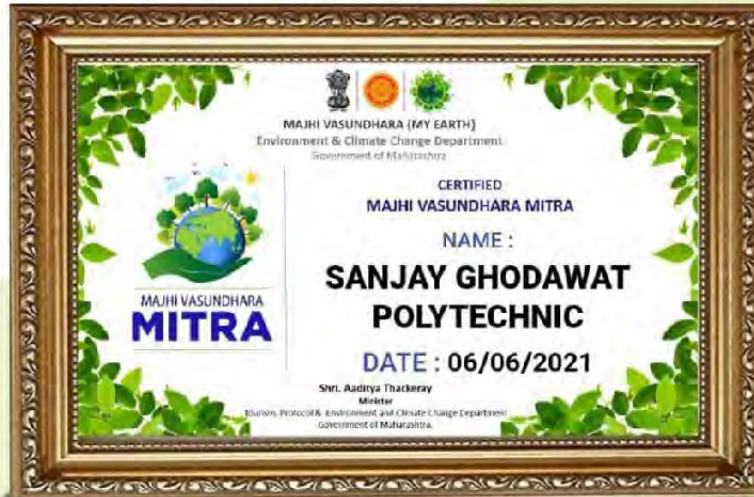 MAJHI VASUNDHARA (MY EARTH)
Environment & Climate Change Department
Government of Maharashtra
CERTIFIED
MAJHI VASUNDHARA MITRA
NAME :
SANJAY GHODAWAT
POLYTECHNIC
MAJHI VASUNDHARA
MITRA
DATE : 06/06/2021
Shri. Aaditya Thackeray
Minister
Tourism, Protocol & Environment and Climate Change Department
Government of Maharashtra.